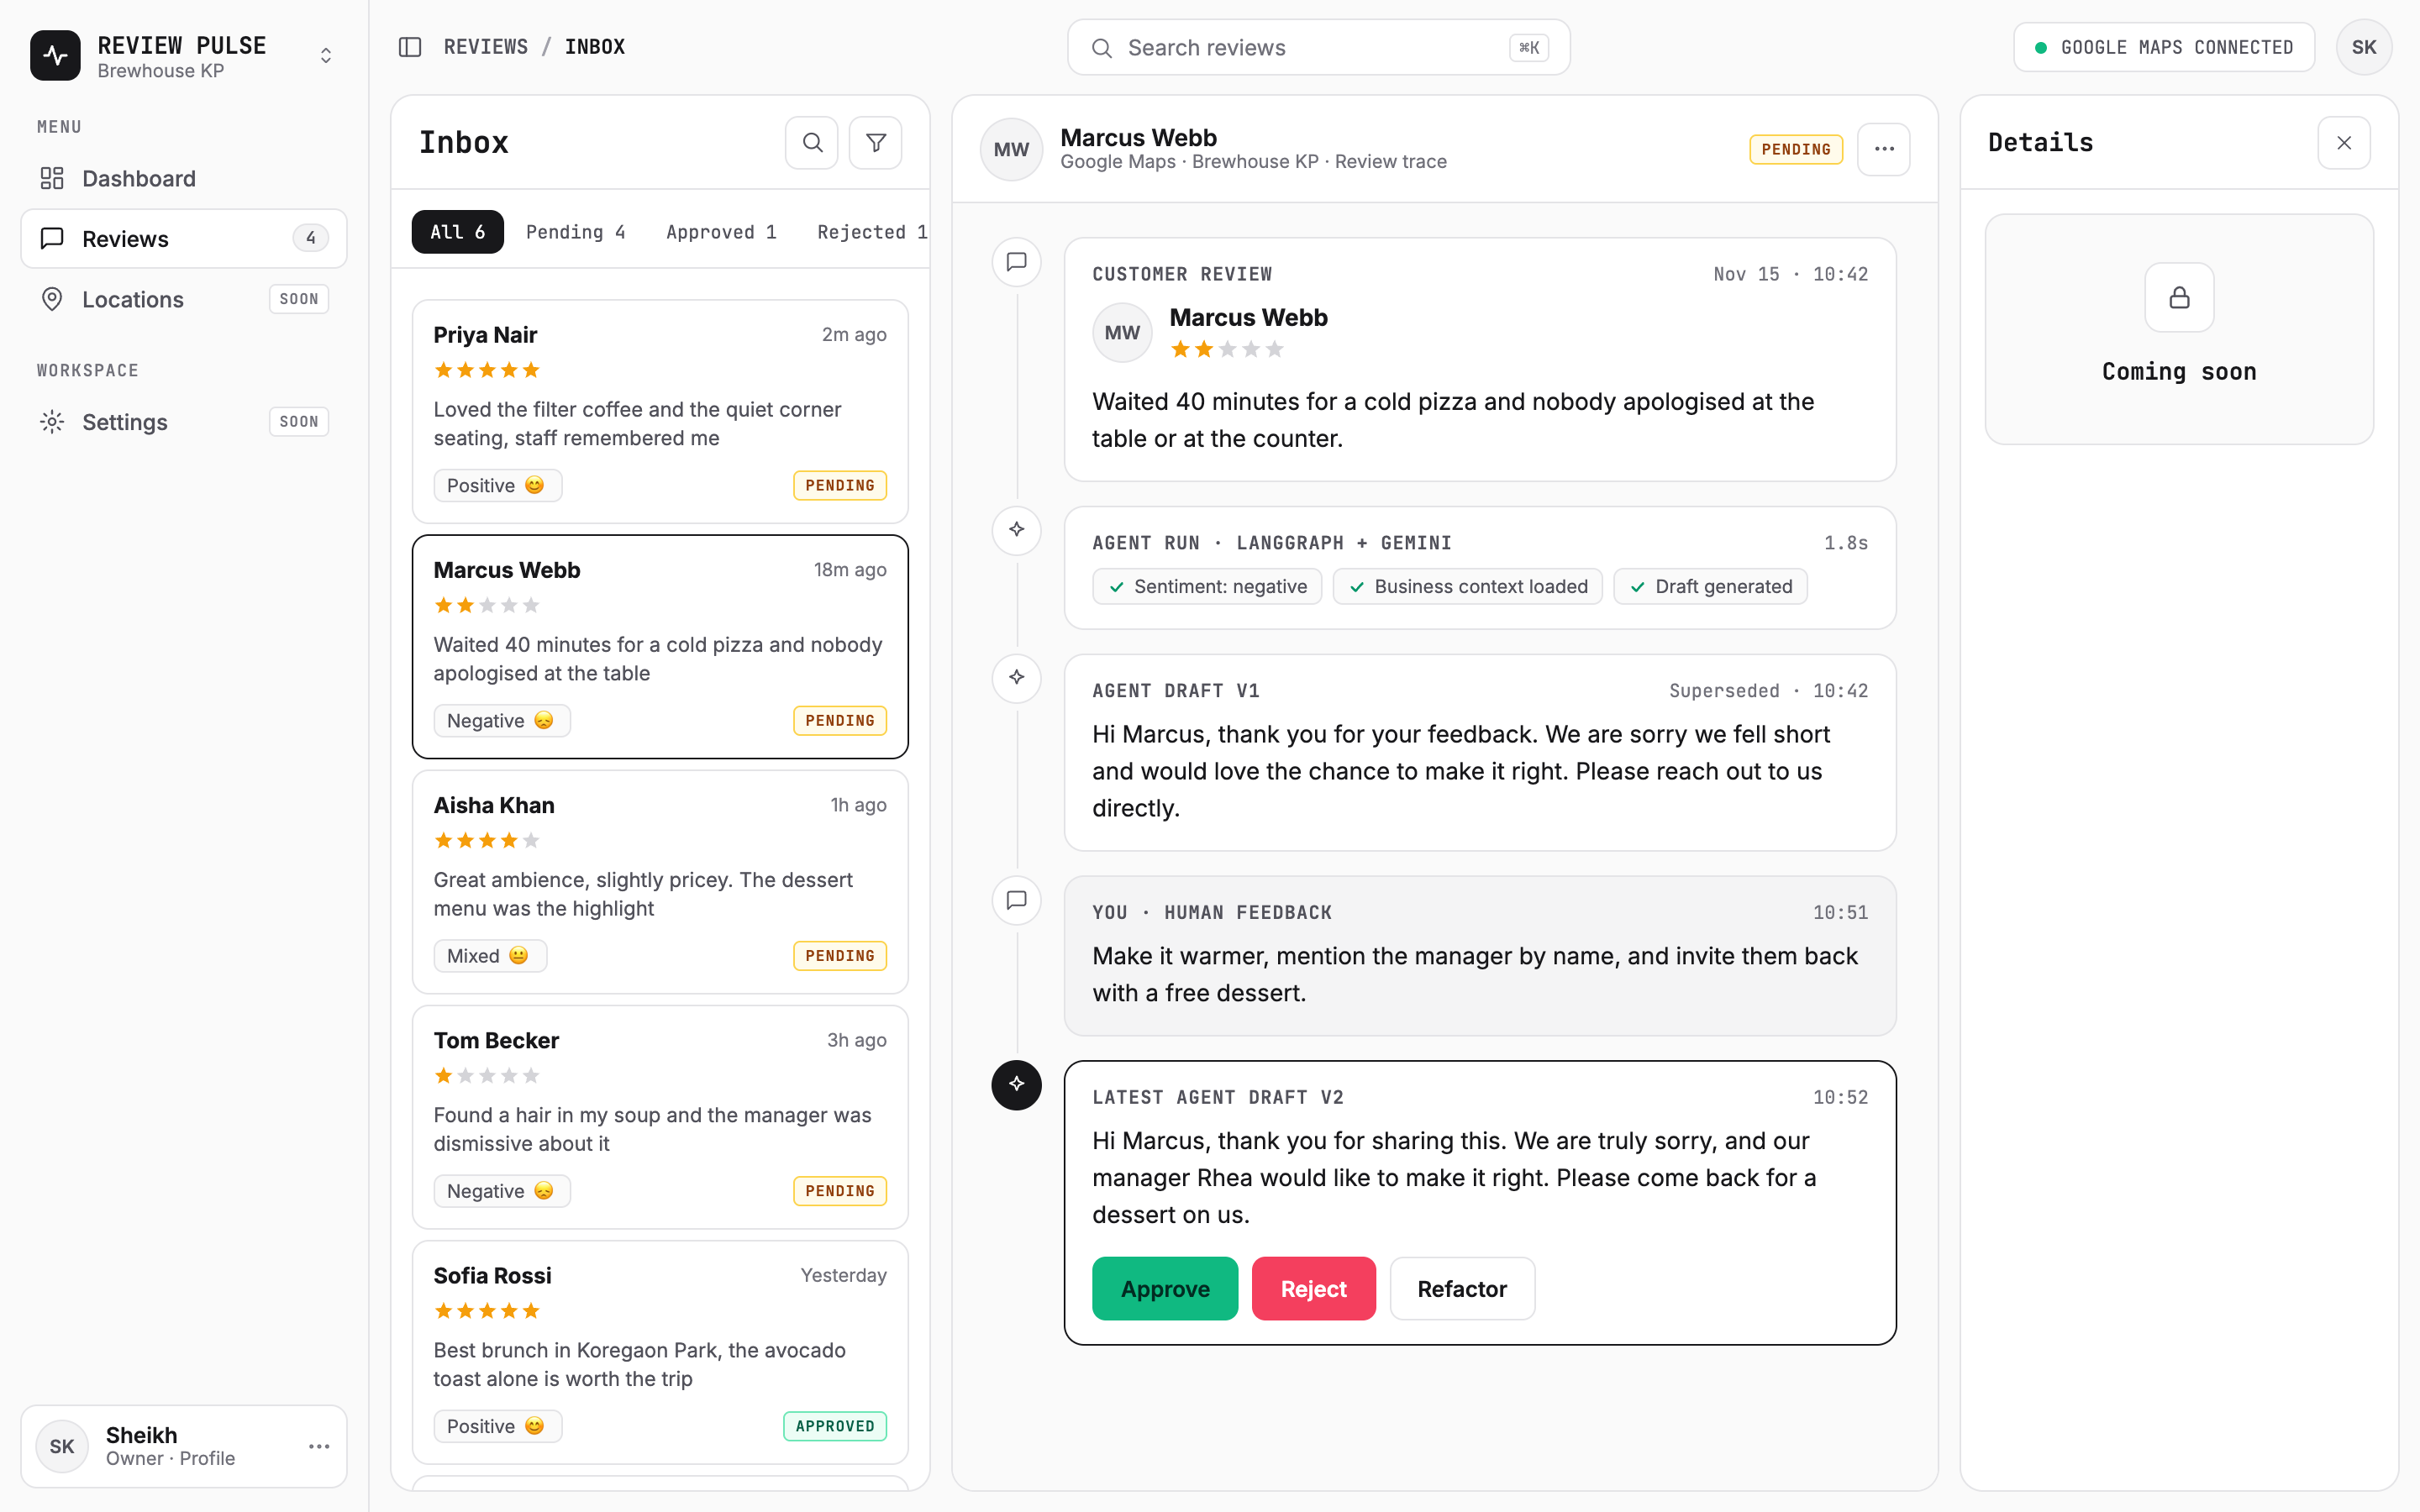 REVIEW PULSE
Brewhouse KP
MENU
Dashboard
Reviews 4
Locations SOON
WORKSPACE
Settings SOON
SK
Sheikh
Owner · Profile
REVIEWS / INBOX
Search reviews ⌘K
GOOGLE MAPS CONNECTED
SK
Inbox
All 6 Pending 4 Approved 1 Rejected 1
Priya Nair 2m ago
Loved the filter coffee and the quiet corner
seating, staff remembered me
Positive 😊 PENDING
Marcus Webb 18m ago
Waited 40 minutes for a cold pizza and nobody
apologised at the table
Negative 😞 PENDING
Aisha Khan 1h ago
Great ambience, slightly pricey. The dessert
menu was the highlight
Mixed 😐 PENDING
Tom Becker 3h ago
Found a hair in my soup and the manager was
dismissive about it
Negative 😞 PENDING
Sofia Rossi Yesterday
Best brunch in Koregaon Park, the avocado
toast alone is worth the trip
Positive 😊 APPROVED
MW
Marcus Webb
Google Maps · Brewhouse KP · Review trace
PENDING
CUSTOMER REVIEW Nov 15 · 10:42
MW
Marcus Webb
Waited 40 minutes for a cold pizza and nobody apologised at the
table or at the counter.
AGENT RUN · LANGGRAPH + GEMINI 1.8s
Sentiment: negative Business context loaded Draft generated
AGENT DRAFT V1 Superseded · 10:42
Hi Marcus, thank you for your feedback. We are sorry we fell short
and would love the chance to make it right. Please reach out to us
directly.
YOU · HUMAN FEEDBACK 10:51
Make it warmer, mention the manager by name, and invite them back
with a free dessert.
LATEST AGENT DRAFT V2 10:52
Hi Marcus, thank you for sharing this. We are truly sorry, and our
manager Rhea would like to make it right. Please come back for a
dessert on us.
Approve Reject Refactor
Details
Coming soon